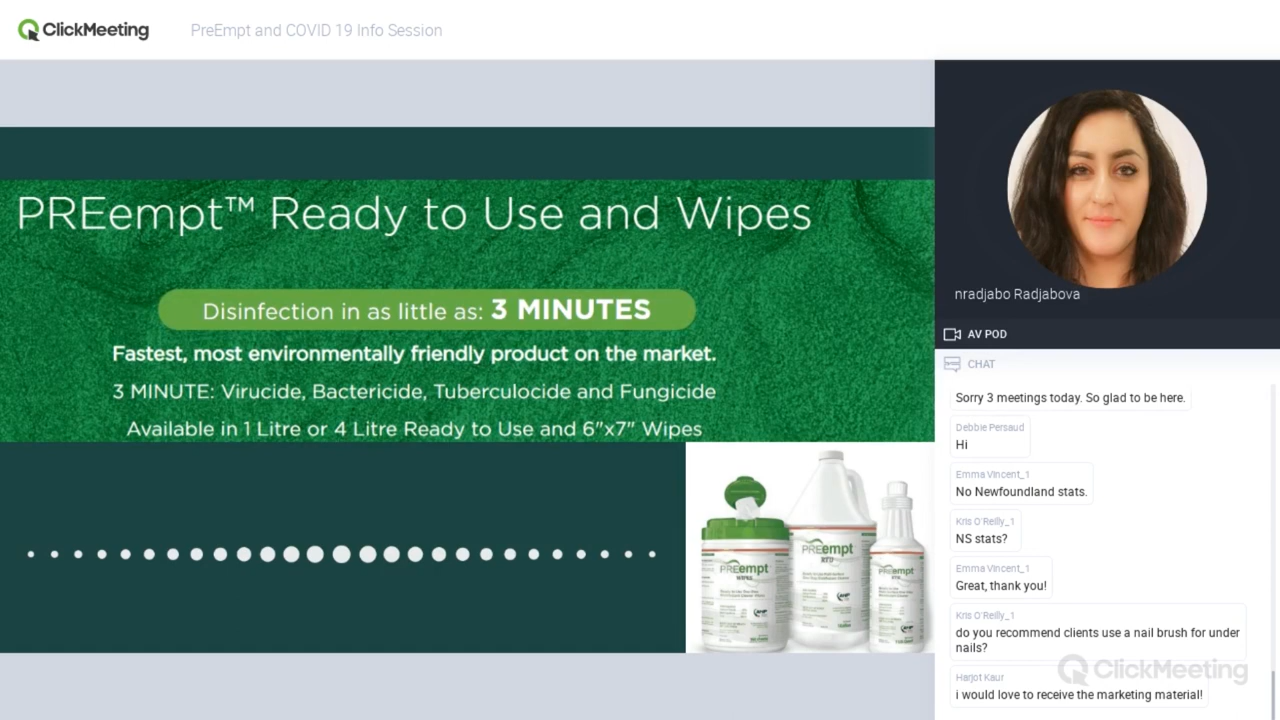 ClickMeeting
PreEmpt and COVID 19 Info Session
PREempt™ Ready to Use and Wipes
Disinfection in as little as: 3 MINUTES
Fastest, most environmentally friendly product on the market.
3 MINUTE: Virucide, Bactericide, Tuberculocide and Fungicide
Available in 1 Litre or 4 Litre Ready to Use and 6"x7" Wipes
PREempt
WIPES
PREempt
RTU
PREempt
RTU
nradjabo Radjabova
AV POD
CHAT
Sorry 3 meetings today. So glad to be here.
Debbie Persaud
Hi
Emma Vincent_1
No Newfoundland stats.
Kris O'Reilly_1
NS stats?
Emma Vincent_1
Great, thank you!
Kris O'Reilly_1
do you recommend clients use a nail brush for under
nails?
Harjot Kaur
i would love to receive the marketing material!
ClickMeeting